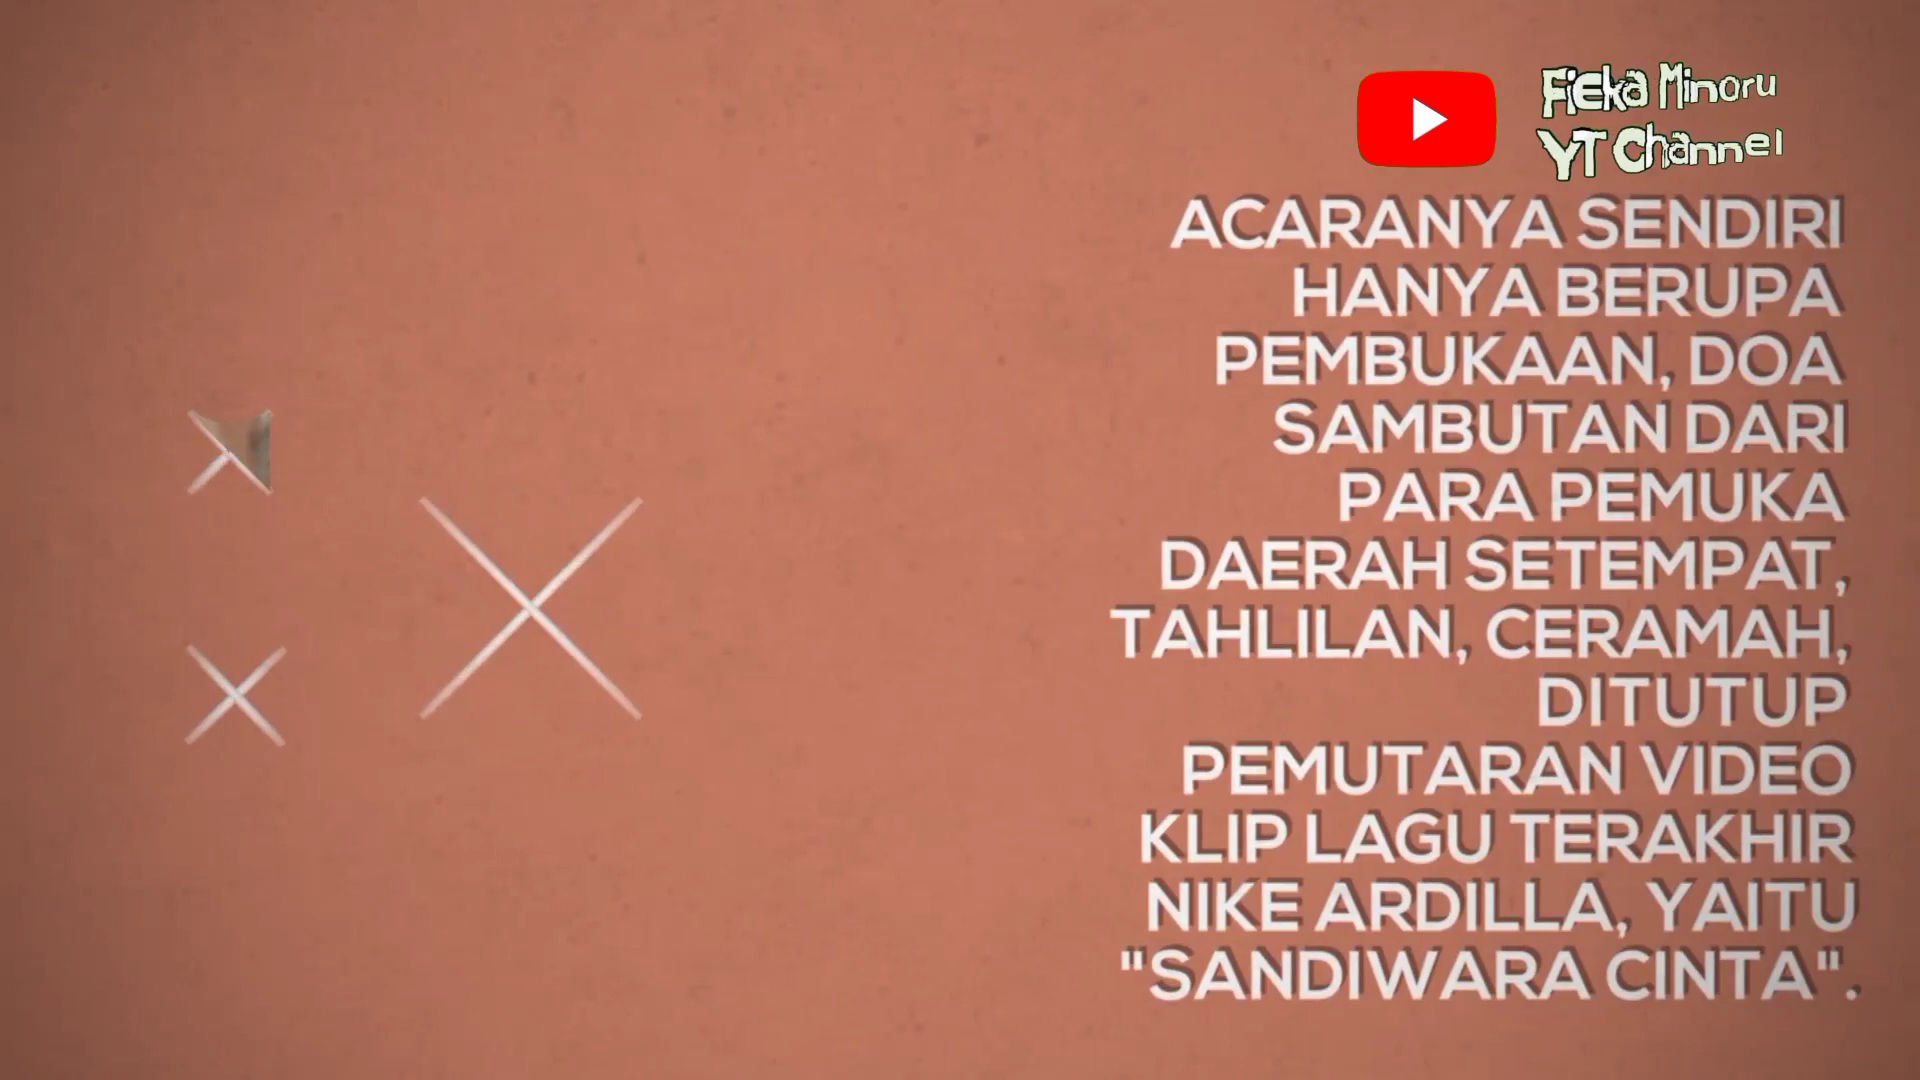 Fieka Minoru
YT Channel
ACARANYA SENDIRI
HANYA BERUPA
PEMBUKAAN, DOA
SAMBUTAN DARI
PARA PEMUKA
DAERAH SETEMPAT,
TAHLILAN, CERAMAH,
DITUTUP
PEMUTARAN VIDEO
KLIP LAGU TERAKHIR
NIKE ARDILLA, YAITU
"SANDIWARA CINTA".